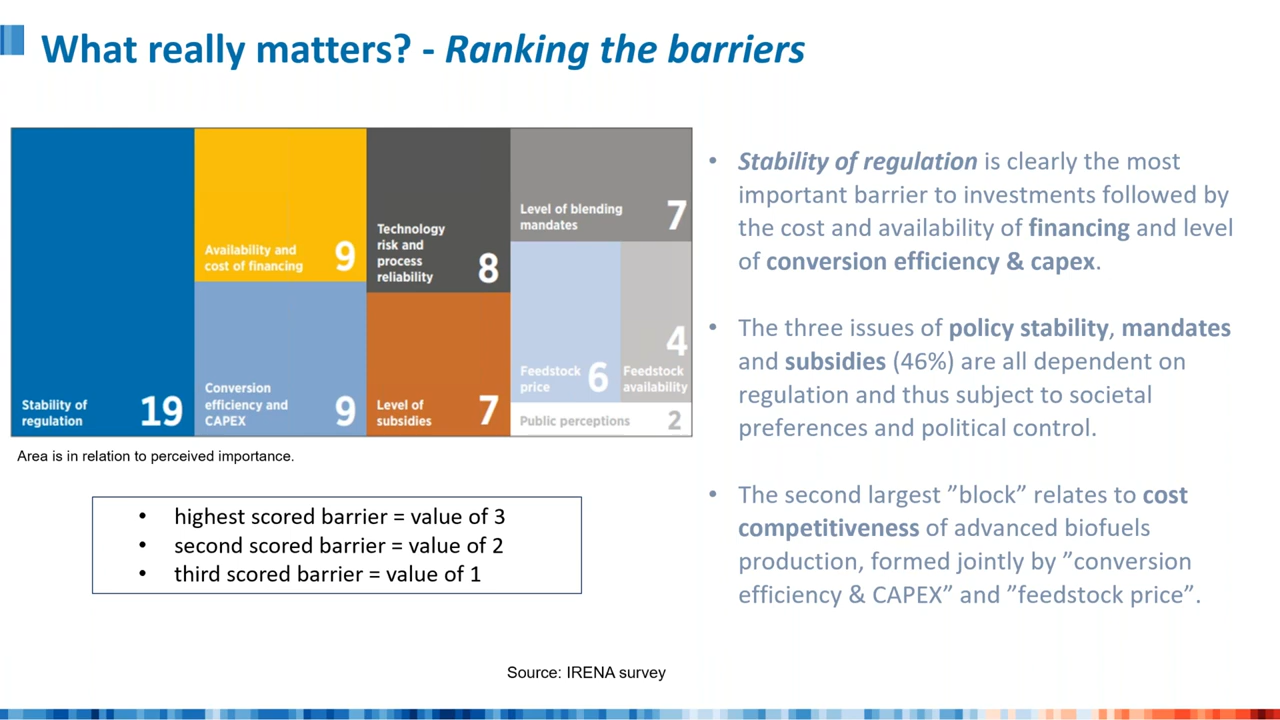 What really matters? - Ranking the barriers
Stability of
regulation
19
Availability and
cost of financing
9
Conversion
efficiency and
CAPEX
9
Technology
risk and
process
reliability
8
Level of
subsidies
7
Level of blending
mandates
7
Feedstock
price
6
4
Feedstock
availability
Public perceptions
2
Area is in relation to perceived importance.
• highest scored barrier = value of 3
• second scored barrier = value of 2
• third scored barrier = value of 1
• Stability of regulation is clearly the most
important barrier to investments followed by
the cost and availability of financing and level
of conversion efficiency & capex.
• The three issues of policy stability, mandates
and subsidies (46%) are all dependent on
regulation and thus subject to societal
preferences and political control.
• The second largest ”block” relates to cost
competitiveness of advanced biofuels
production, formed jointly by ”conversion
efficiency & CAPEX” and ”feedstock price”.
Source: IRENA survey